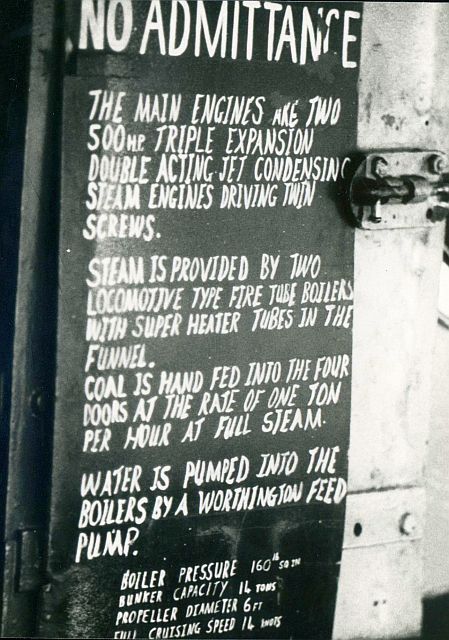 NO ADMITTANCE
THE MAIN ENGINES ARE TWO
500HP TRIPLE EXPANSION
DOUBLE ACTING JET CONDENSING
STEAM ENGINES DRIVING TWIN
SCREWS.
STEAM IS PROVIDED BY TWO
LOCOMOTIVE TYPE FIRE TUBE BOILERS
WITH SUPER HEATER TUBES IN THE
FUNNEL.
COAL IS HAND FED INTO THE FOUR
DOORS AT THE RATE OF ONE TON
PER HOUR AT FULL STEAM.
WATER IS PUMPED INTO THE
BOILERS BY A WORTHINGTON FEED
PUMP.
BOILER PRESSURE 160 lb SQ IN
BUNKER CAPACITY 14 TONS
PROPELLER DIAMETER 6 FT
FULL CRUISING SPEED 14 KNOTS